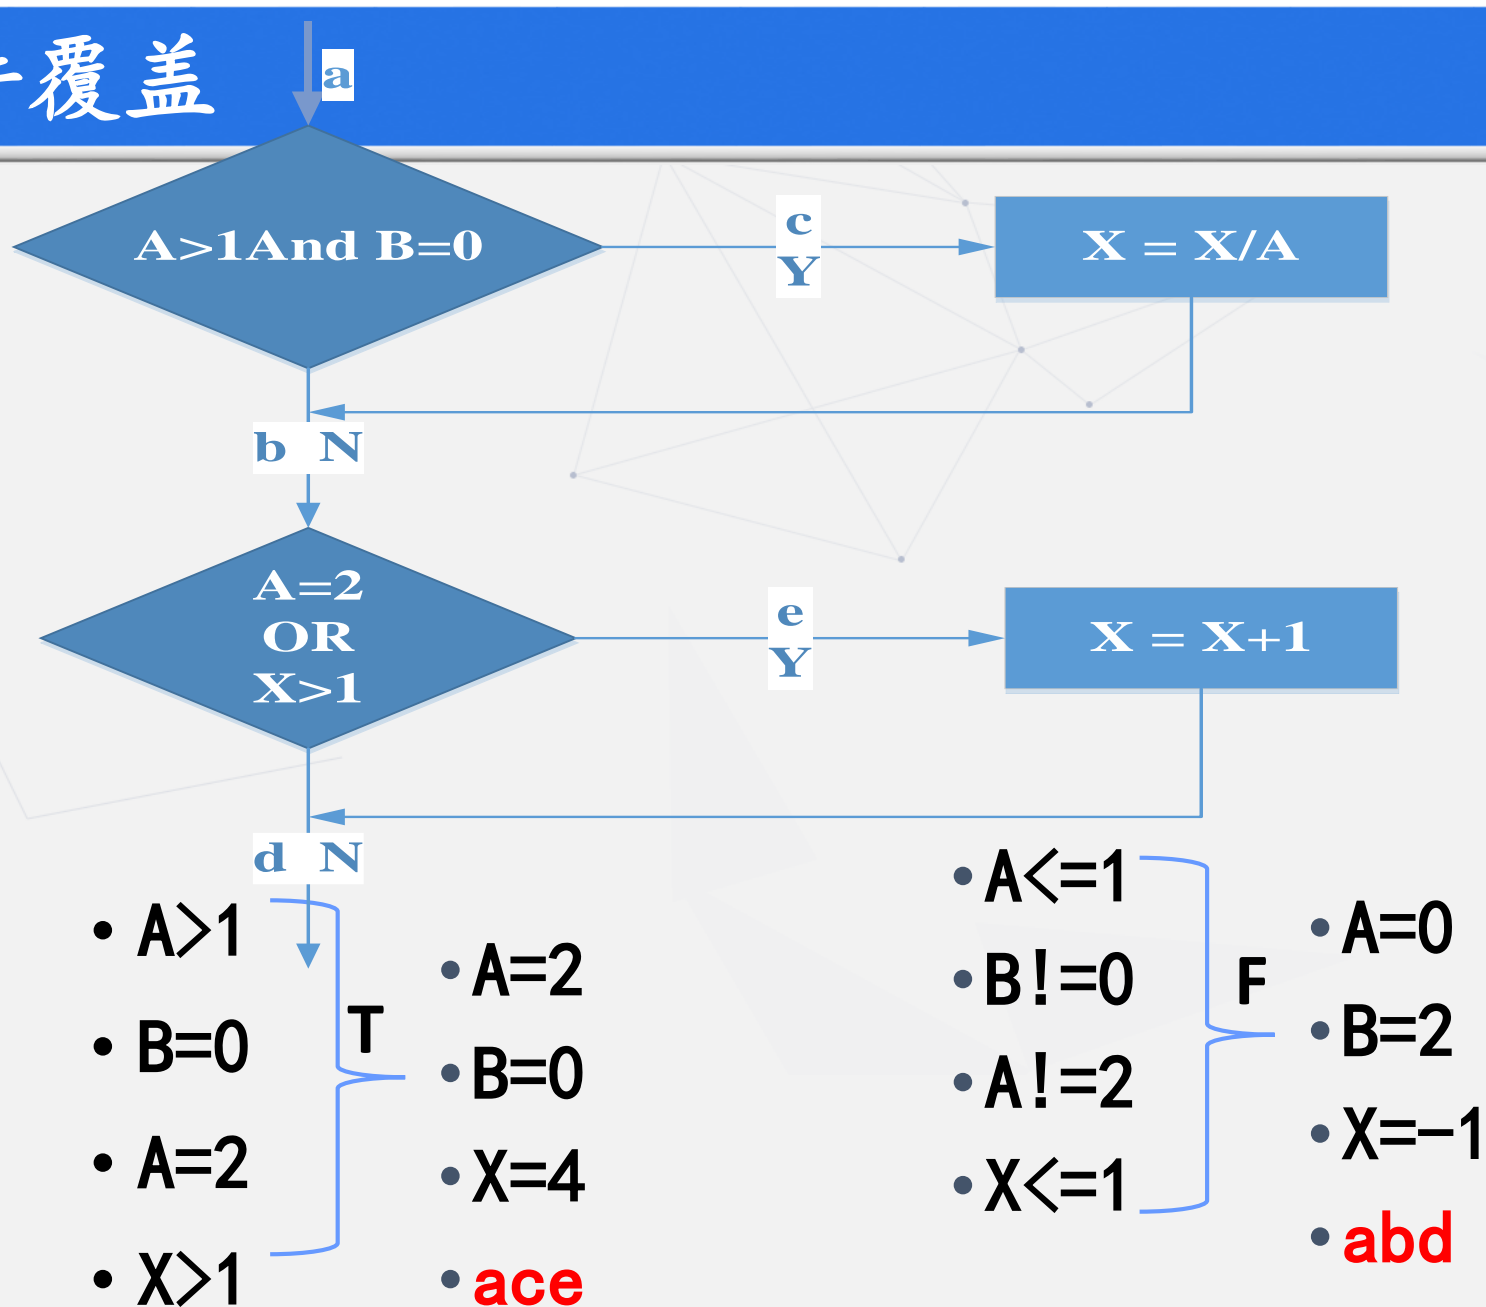 覆盖
a
A>1And B=0
c
Y
X = X/A
b N
A=2
OR
X>1
e
Y
X = X+1
d N
A>1
B=0
A=2
X>1
T
A=2
B=0
X=4
ace
A<=1
B!=0
A!=2
X<=1
F
A=0
B=2
X=-1
abd